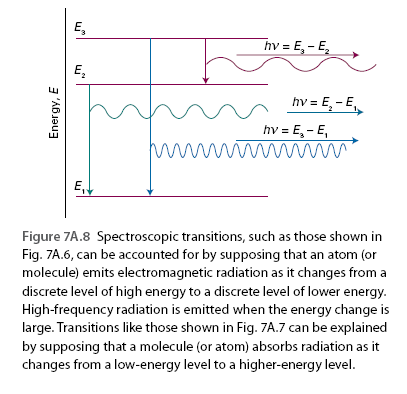 E₃
hν = E₃ – E₂
E₂
hν = E₂ – E₁
hν = E₃ – E₁
Energy, E
E₁
Figure 7A.8 Spectroscopic transitions, such as those shown in
Fig. 7A.6, can be accounted for by supposing that an atom (or
molecule) emits electromagnetic radiation as it changes from a
discrete level of high energy to a discrete level of lower energy.
High-frequency radiation is emitted when the energy change is
large. Transitions like those shown in Fig. 7A.7 can be explained
by supposing that a molecule (or atom) absorbs radiation as it
changes from a low-energy level to a higher-energy level.